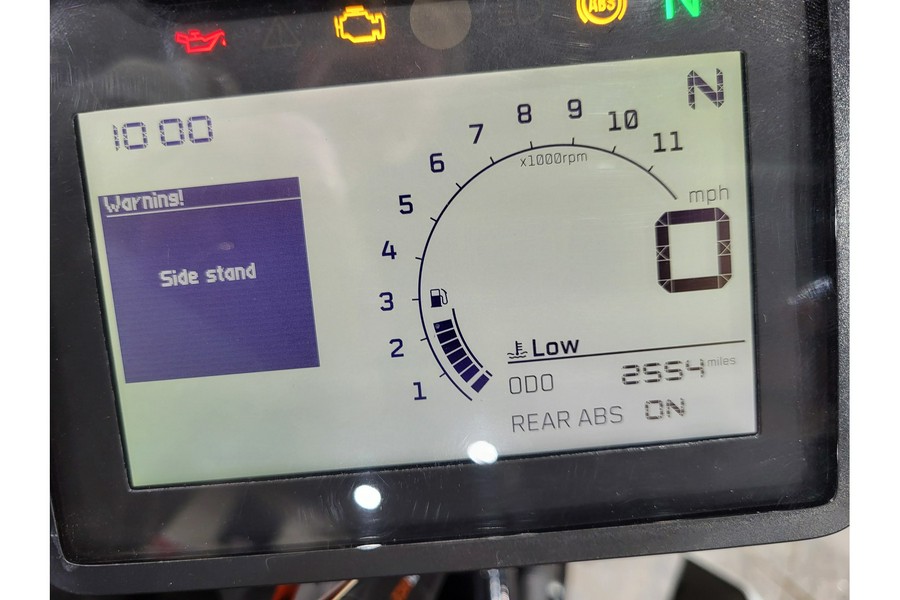 ABS N
N
10 00
Warning!
Side stand
1 2 3 4 5 6 7 8 9 10 11
x1000rpm
mph
0
Low
ODO 2554 miles
REAR ABS ON